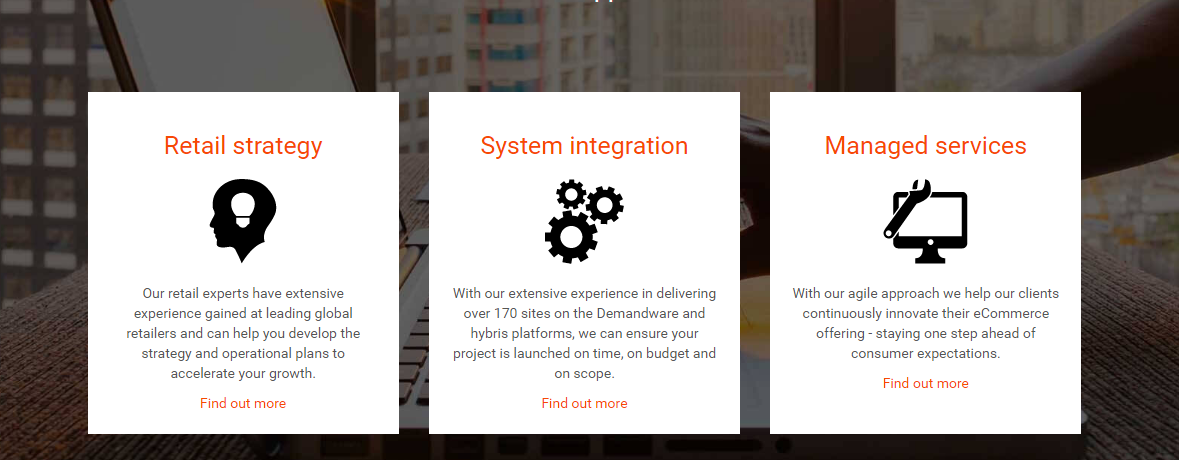 Retail strategy
Our retail experts have extensive
experience gained at leading global
retailers and can help you develop the
strategy and operational plans to
accelerate your growth.
Find out more
System integration
With our extensive experience in delivering
over 170 sites on the Demandware and
hybris platforms, we can ensure your
project is launched on time, on budget and
on scope.
Find out more
Managed services
With our agile approach we help our clients
continuously innovate their eCommerce
offering - staying one step ahead of
consumer expectations.
Find out more